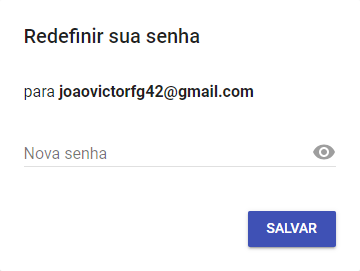 Redefinir sua senha
para joaovictorfg42@gmail.com
Nova senha
SALVAR